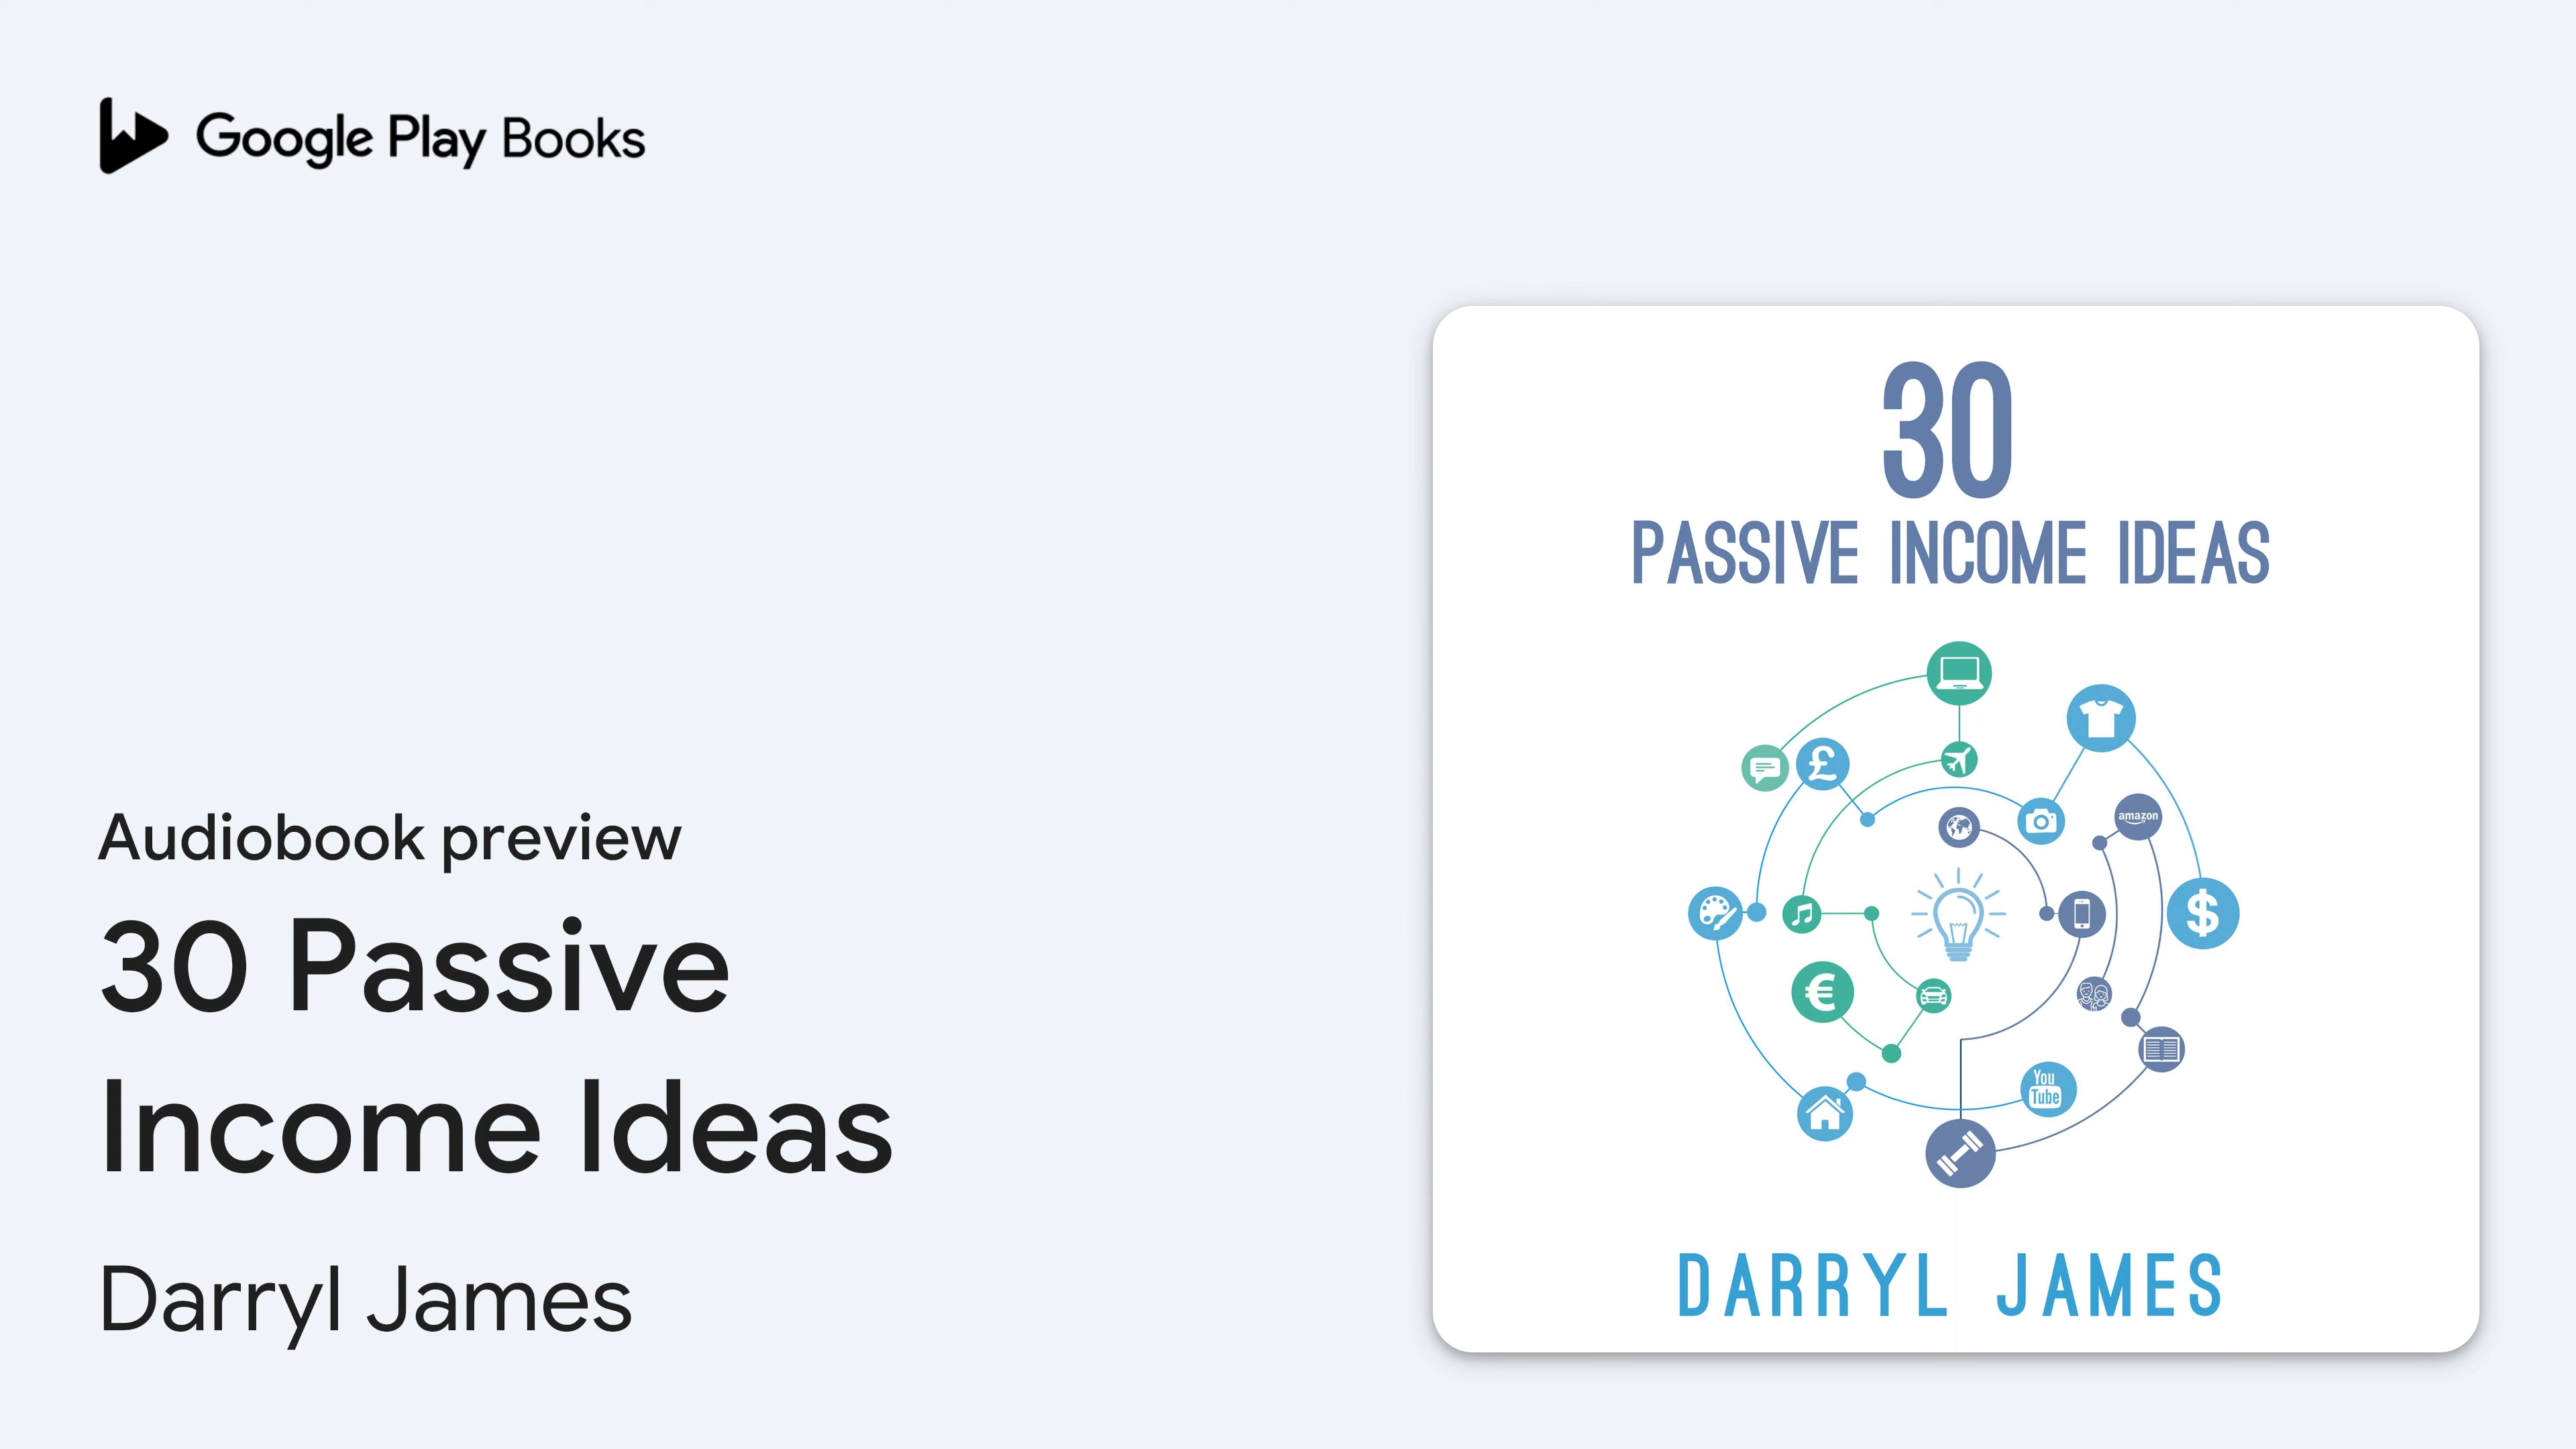 Google Play Books
Audiobook preview
30 Passive
Income Ideas
Darryl James
30
PASSIVE INCOME IDEAS
£
amazon
$
€
You
Tube
DARRYL JAMES